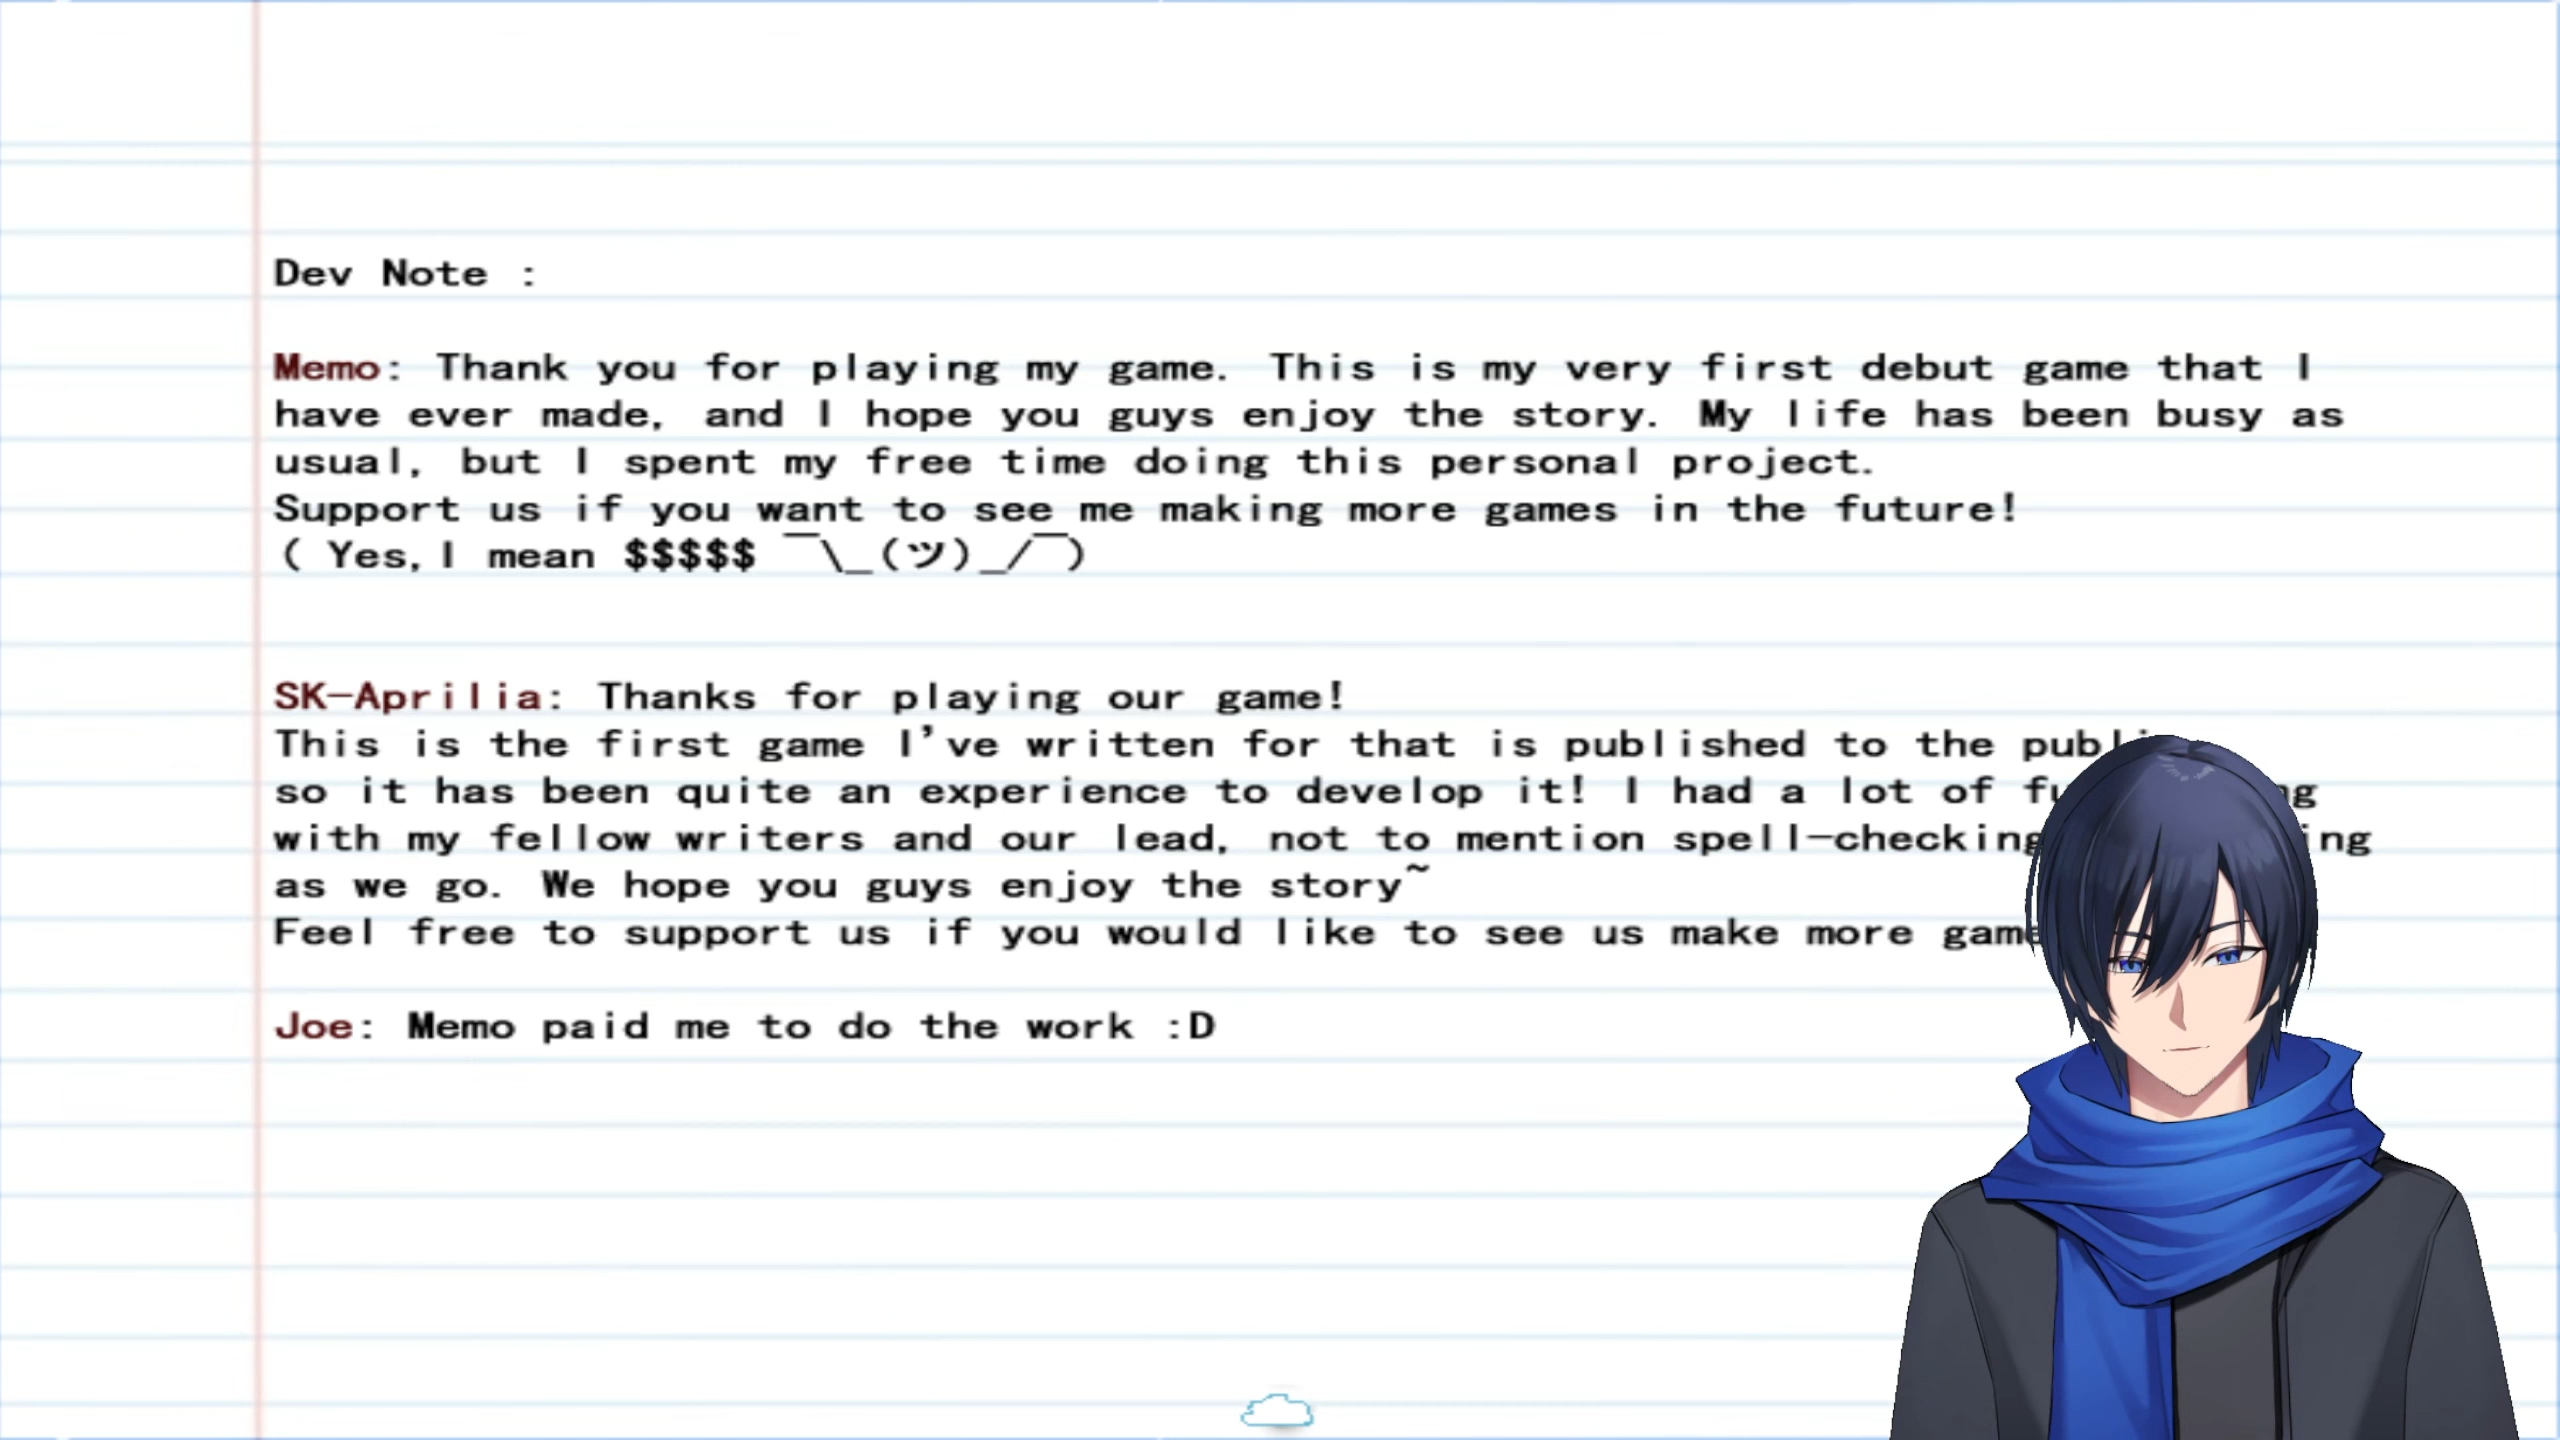 Dev Note :
Memo: Thank you for playing my game. This is my very first debut game that I
have ever made, and I hope you guys enjoy the story. My life has been busy as
usual, but I spent my free time doing this personal project.
Support us if you want to see me making more games in the future!
( Yes,I mean $$$$$ ¯\_(ツ)_/¯)
SK-Aprilia: Thanks for playing our game!
This is the first game I've written for that is published to the
so it has been quite an experience to develop it! I had a lot of
with my fellow writers and our lead, not to mention spell-checking
as we go. We hope you guys enjoy the story~
Feel free to support us if you would like to see us make more
Joe: Memo paid me to do the work :D